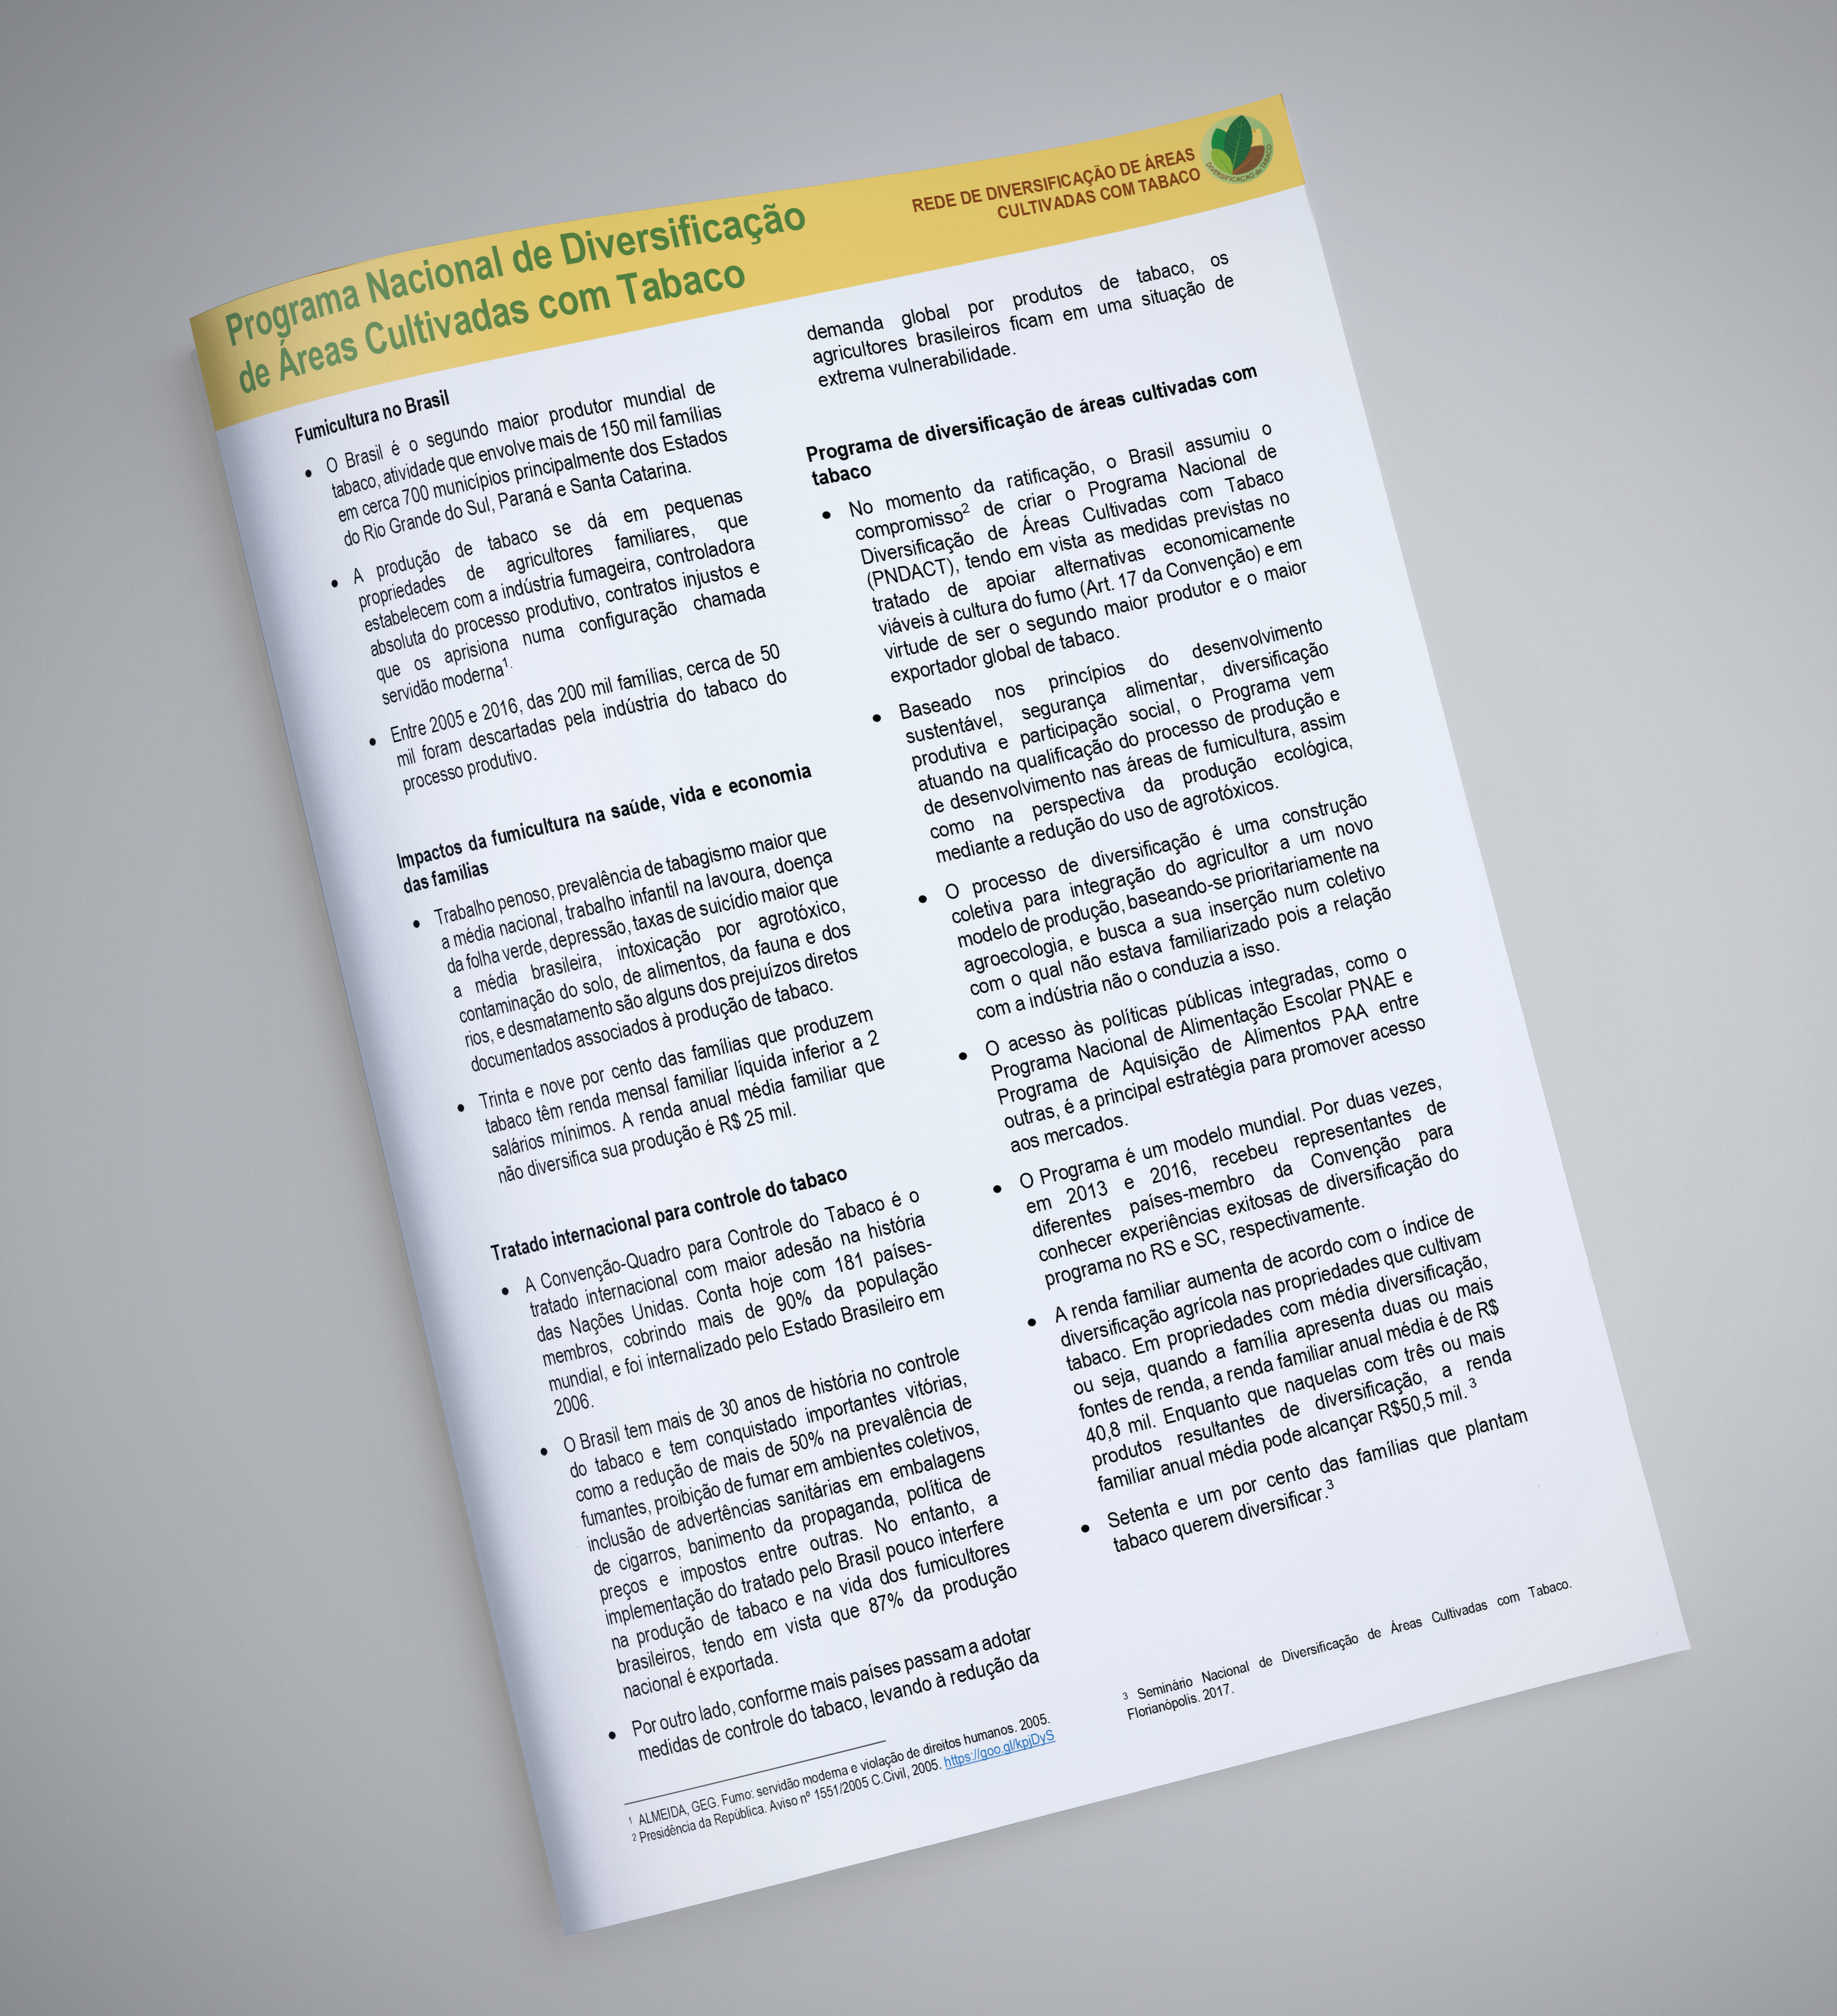 Programa Nacional de Diversificação
de Áreas Cultivadas com Tabaco
REDE DE DIVERSIFICAÇÃO DE ÁREAS
CULTIVADAS COM TABACO
DIVERSIFICAÇÃO do TABACO
Fumicultura no Brasil
• O Brasil é o segundo maior produtor mundial de
tabaco, atividade que envolve mais de 150 mil famílias
em cerca 700 municípios principalmente dos Estados
do Rio Grande do Sul, Paraná e Santa Catarina.
• A produção de tabaco se dá em pequenas
propriedades de agricultores familiares, que
estabelecem com a indústria fumageira, controladora
absoluta do processo produtivo, contratos injustos e
que os aprisiona numa configuração chamada
servidão moderna¹.
• Entre 2005 e 2016, das 200 mil famílias, cerca de 50
mil foram descartadas pela indústria do tabaco do
processo produtivo.
Impactos da fumicultura na saúde, vida e economia
das famílias
• Trabalho penoso, prevalência de tabagismo maior que
a média nacional, trabalho infantil na lavoura, doença
da folha verde, depressão, taxas de suicídio maior que
a média brasileira, intoxicação por agrotóxico,
contaminação do solo, de alimentos, da fauna e dos
rios, e desmatamento são alguns dos prejuízos diretos
documentados associados à produção de tabaco.
• Trinta e nove por cento das famílias que produzem
tabaco têm renda mensal familiar líquida inferior a 2
salários mínimos. A renda anual média familiar que
não diversifica sua produção é R$ 25 mil.
Tratado internacional para controle do tabaco
• A Convenção-Quadro para Controle do Tabaco é o
tratado internacional com maior adesão na história
das Nações Unidas. Conta hoje com 181 países-
membros, cobrindo mais de 90% da população
mundial, e foi internalizado pelo Estado Brasileiro em
2006.
• O Brasil tem mais de 30 anos de história no controle
do tabaco e tem conquistado importantes vitórias,
como a redução de mais de 50% na prevalência de
fumantes, proibição de fumar em ambientes coletivos,
inclusão de advertências sanitárias em embalagens
de cigarros, banimento da propaganda, política de
preços e impostos entre outras. No entanto, a
implementação do tratado pelo Brasil pouco interfere
na produção de tabaco e na vida dos fumicultores
brasileiros, tendo em vista que 87% da produção
nacional é exportada.
• Por outro lado, conforme mais países passam a adotar
medidas de controle do tabaco, levando à redução da
¹ ALMEIDA, GEG. Fumo: servidão moderna e violação de direitos humanos. 2005.
² Presidência da República. Aviso nº 1551/2005 C.Civil, 2005. https://goo.gl/kpjDyS
demanda global por produtos de tabaco, os
agricultores brasileiros ficam em uma situação de
extrema vulnerabilidade.
Programa de diversificação de áreas cultivadas com
tabaco
• No momento da ratificação, o Brasil assumiu o
compromisso² de criar o Programa Nacional de
Diversificação de Áreas Cultivadas com Tabaco
(PNDACT), tendo em vista as medidas previstas no
tratado de apoiar alternativas economicamente
viáveis à cultura do fumo (Art. 17 da Convenção) e em
virtude de ser o segundo maior produtor e o maior
exportador global de tabaco.
• Baseado nos princípios do desenvolvimento
sustentável, segurança alimentar, diversificação
produtiva e participação social, o Programa vem
atuando na qualificação do processo de produção e
de desenvolvimento nas áreas de fumicultura, assim
como na perspectiva da produção ecológica,
mediante a redução do uso de agrotóxicos.
• O processo de diversificação é uma construção
coletiva para integração do agricultor a um novo
modelo de produção, baseando-se prioritariamente na
agroecologia, e busca a sua inserção num coletivo
com o qual não estava familiarizado pois a relação
com a indústria não o conduzia a isso.
• O acesso às políticas públicas integradas, como o
Programa Nacional de Alimentação Escolar PNAE e
Programa de Aquisição de Alimentos PAA entre
outras, é a principal estratégia para promover acesso
aos mercados.
• O Programa é um modelo mundial. Por duas vezes,
em 2013 e 2016, recebeu representantes de
diferentes países-membro da Convenção para
conhecer experiências exitosas de diversificação do
programa no RS e SC, respectivamente.
• A renda familiar aumenta de acordo com o índice de
diversificação agrícola nas propriedades que cultivam
tabaco. Em propriedades com média diversificação,
ou seja, quando a família apresenta duas ou mais
fontes de renda, a renda familiar anual média é de R$
40,8 mil. Enquanto que naquelas com três ou mais
produtos resultantes de diversificação, a renda
familiar anual média pode alcançar R$50,5 mil.³
• Setenta e um por cento das famílias que plantam
tabaco querem diversificar.³
³ Seminário Nacional de Diversificação de Áreas Cultivadas com Tabaco.
Florianópolis. 2017.